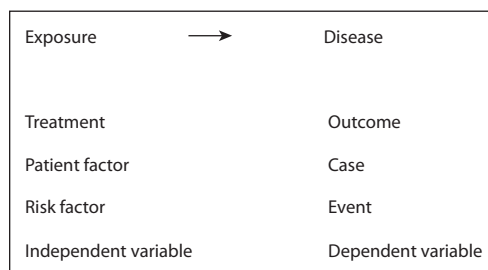 Exposure → Disease
Treatment Outcome
Patient factor Case
Risk factor Event
Independent variable Dependent variable